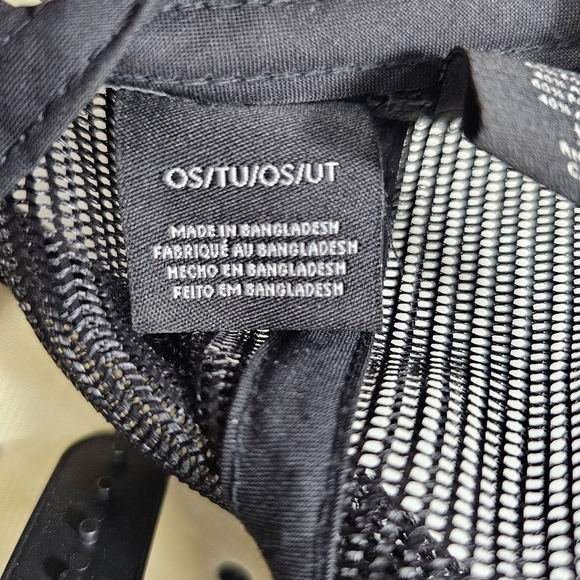 OS/TU/OS/UT
MADE IN BANGLADESH
FABRIQUÉ AU BANGLADESH
HECHO EN BANGLADESH
FEITO EM BANGLADESH